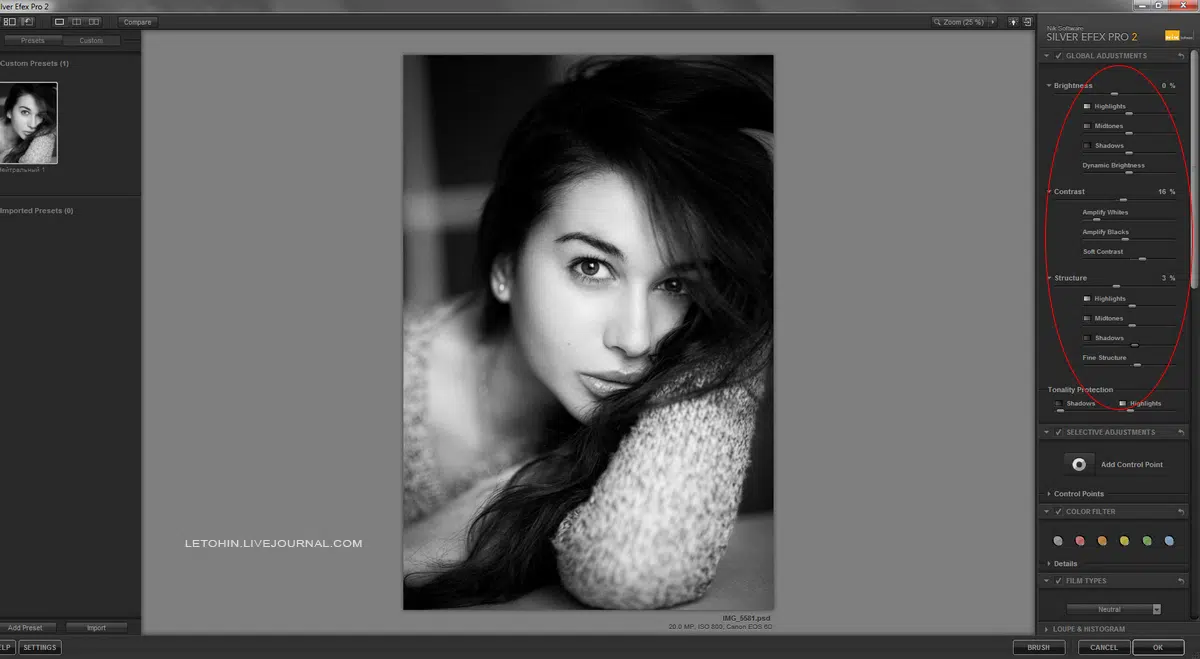 lver Efex Pro 2
Compare
Zoom (25 %)
Presets
Custom
Custom Presets (1)
Нейтральный 1
Imported Presets (0)
LETOHIN.LIVEJOURNAL.COM
IMG_5581.psd
20.0 MP, ISO 800, Canon EOS 6D
Nik Software
SILVER EFEX PRO 2
GLOBAL ADJUSTMENTS
Brightness 0 %
Highlights
Midtones
Shadows
Dynamic Brightness
Contrast 16 %
Amplify Whites
Amplify Blacks
Soft Contrast
Structure 3 %
Highlights
Midtones
Shadows
Fine Structure
Tonality Protection
Shadows Highlights
SELECTIVE ADJUSTMENTS
Add Control Point
Control Points
COLOR FILTER
Details
FILM TYPES
Neutral
LOUPE & HISTOGRAM
Add Preset
Import
ELP
SETTINGS
BRUSH
CANCEL
OK